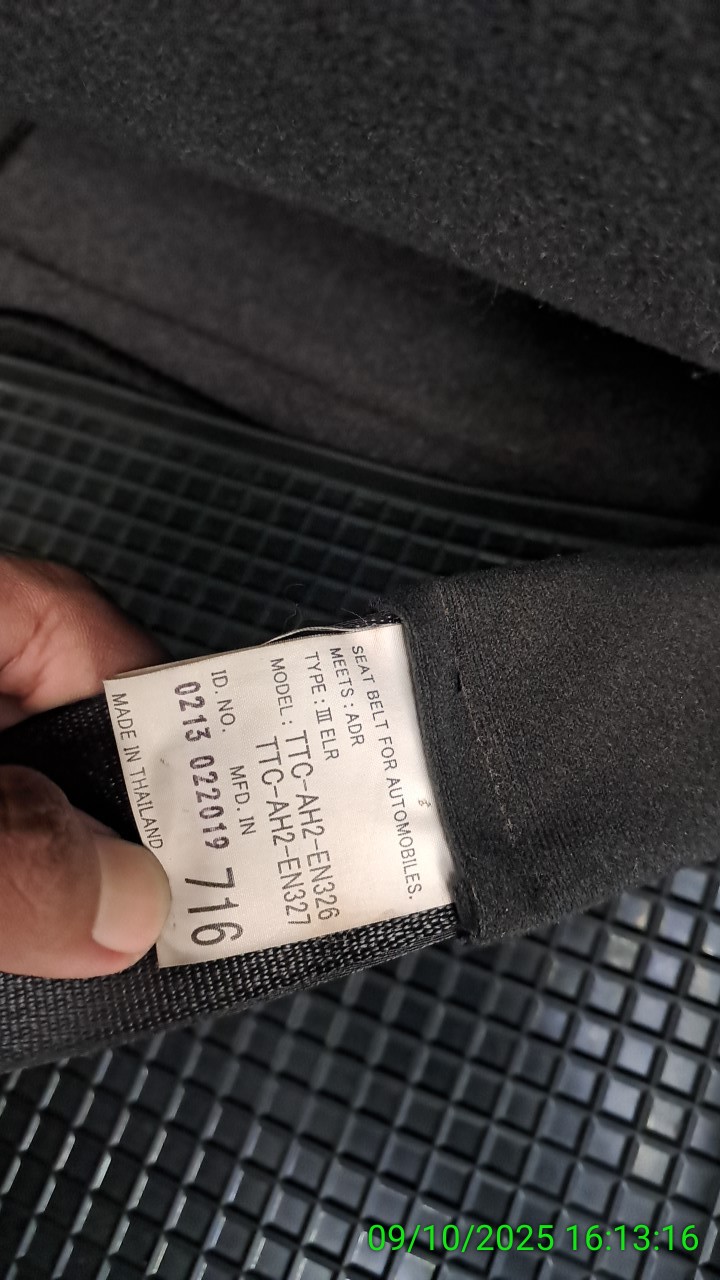 SEAT BELT FOR AUTOMOBILES.
MEETS : ADR
TYPE : Ⅲ ELR
MODEL : TTC-AH2-EN326
TTC-AH2-EN327
ID. NO. MFD. IN
0213 022019 716
MADE IN THAILAND
09/10/2025 16:13:16